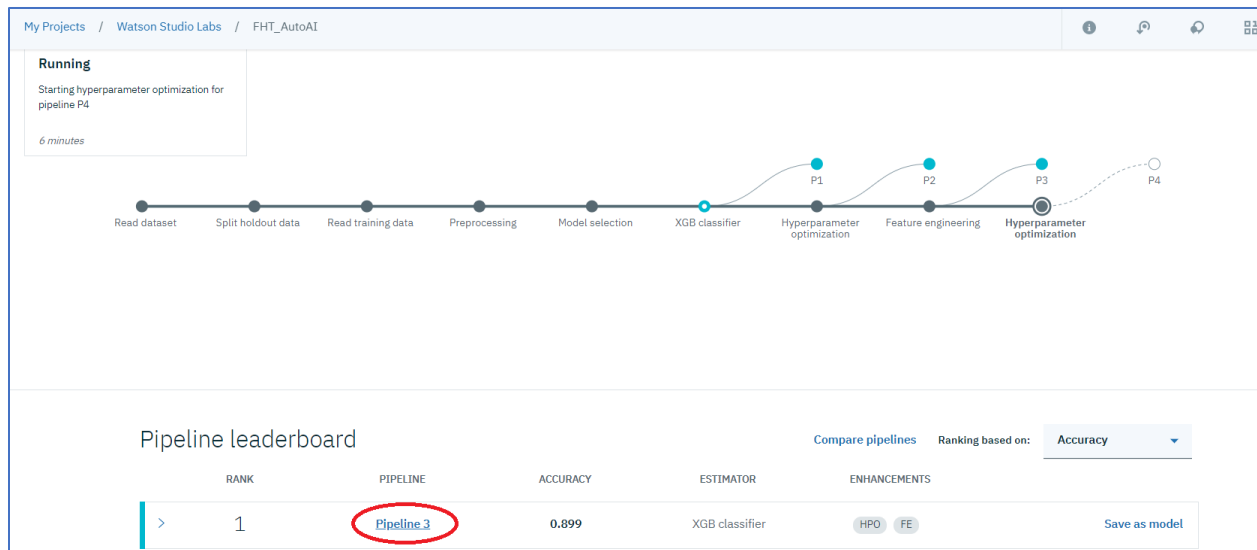 My Projects / Watson Studio Labs / FHT_AutoAI
Running
Starting hyperparameter optimization for
pipeline P4
6 minutes
P1 P2 P3 P4
Read dataset Split holdout data Read training data Preprocessing Model selection XGB classifier Hyperparameter optimization Feature engineering Hyperparameter optimization
Pipeline leaderboard
Compare pipelines Ranking based on: Accuracy
RANK PIPELINE ACCURACY ESTIMATOR ENHANCEMENTS
1 Pipeline 3 0.899 XGB classifier HPO FE Save as model